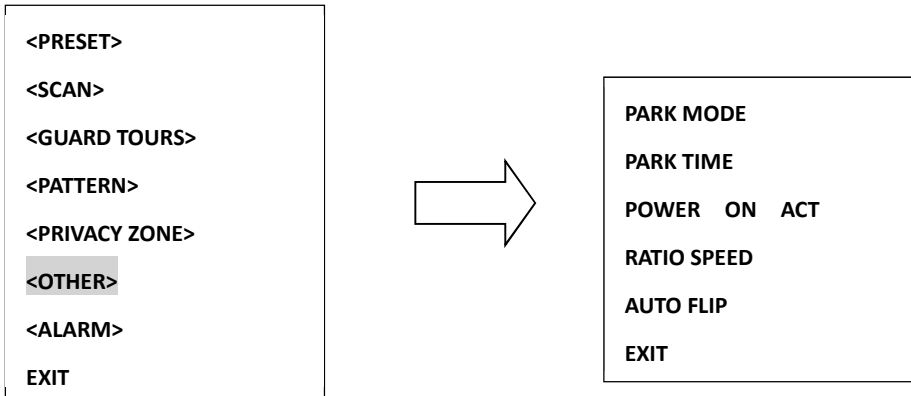 <PRESET>
<SCAN>
<GUARD TOURS>
<PATTERN>
<PRIVACY ZONE>
<OTHER>
<ALARM>
EXIT
PARK MODE
PARK TIME
POWER ON ACT
RATIO SPEED
AUTO FLIP
EXIT